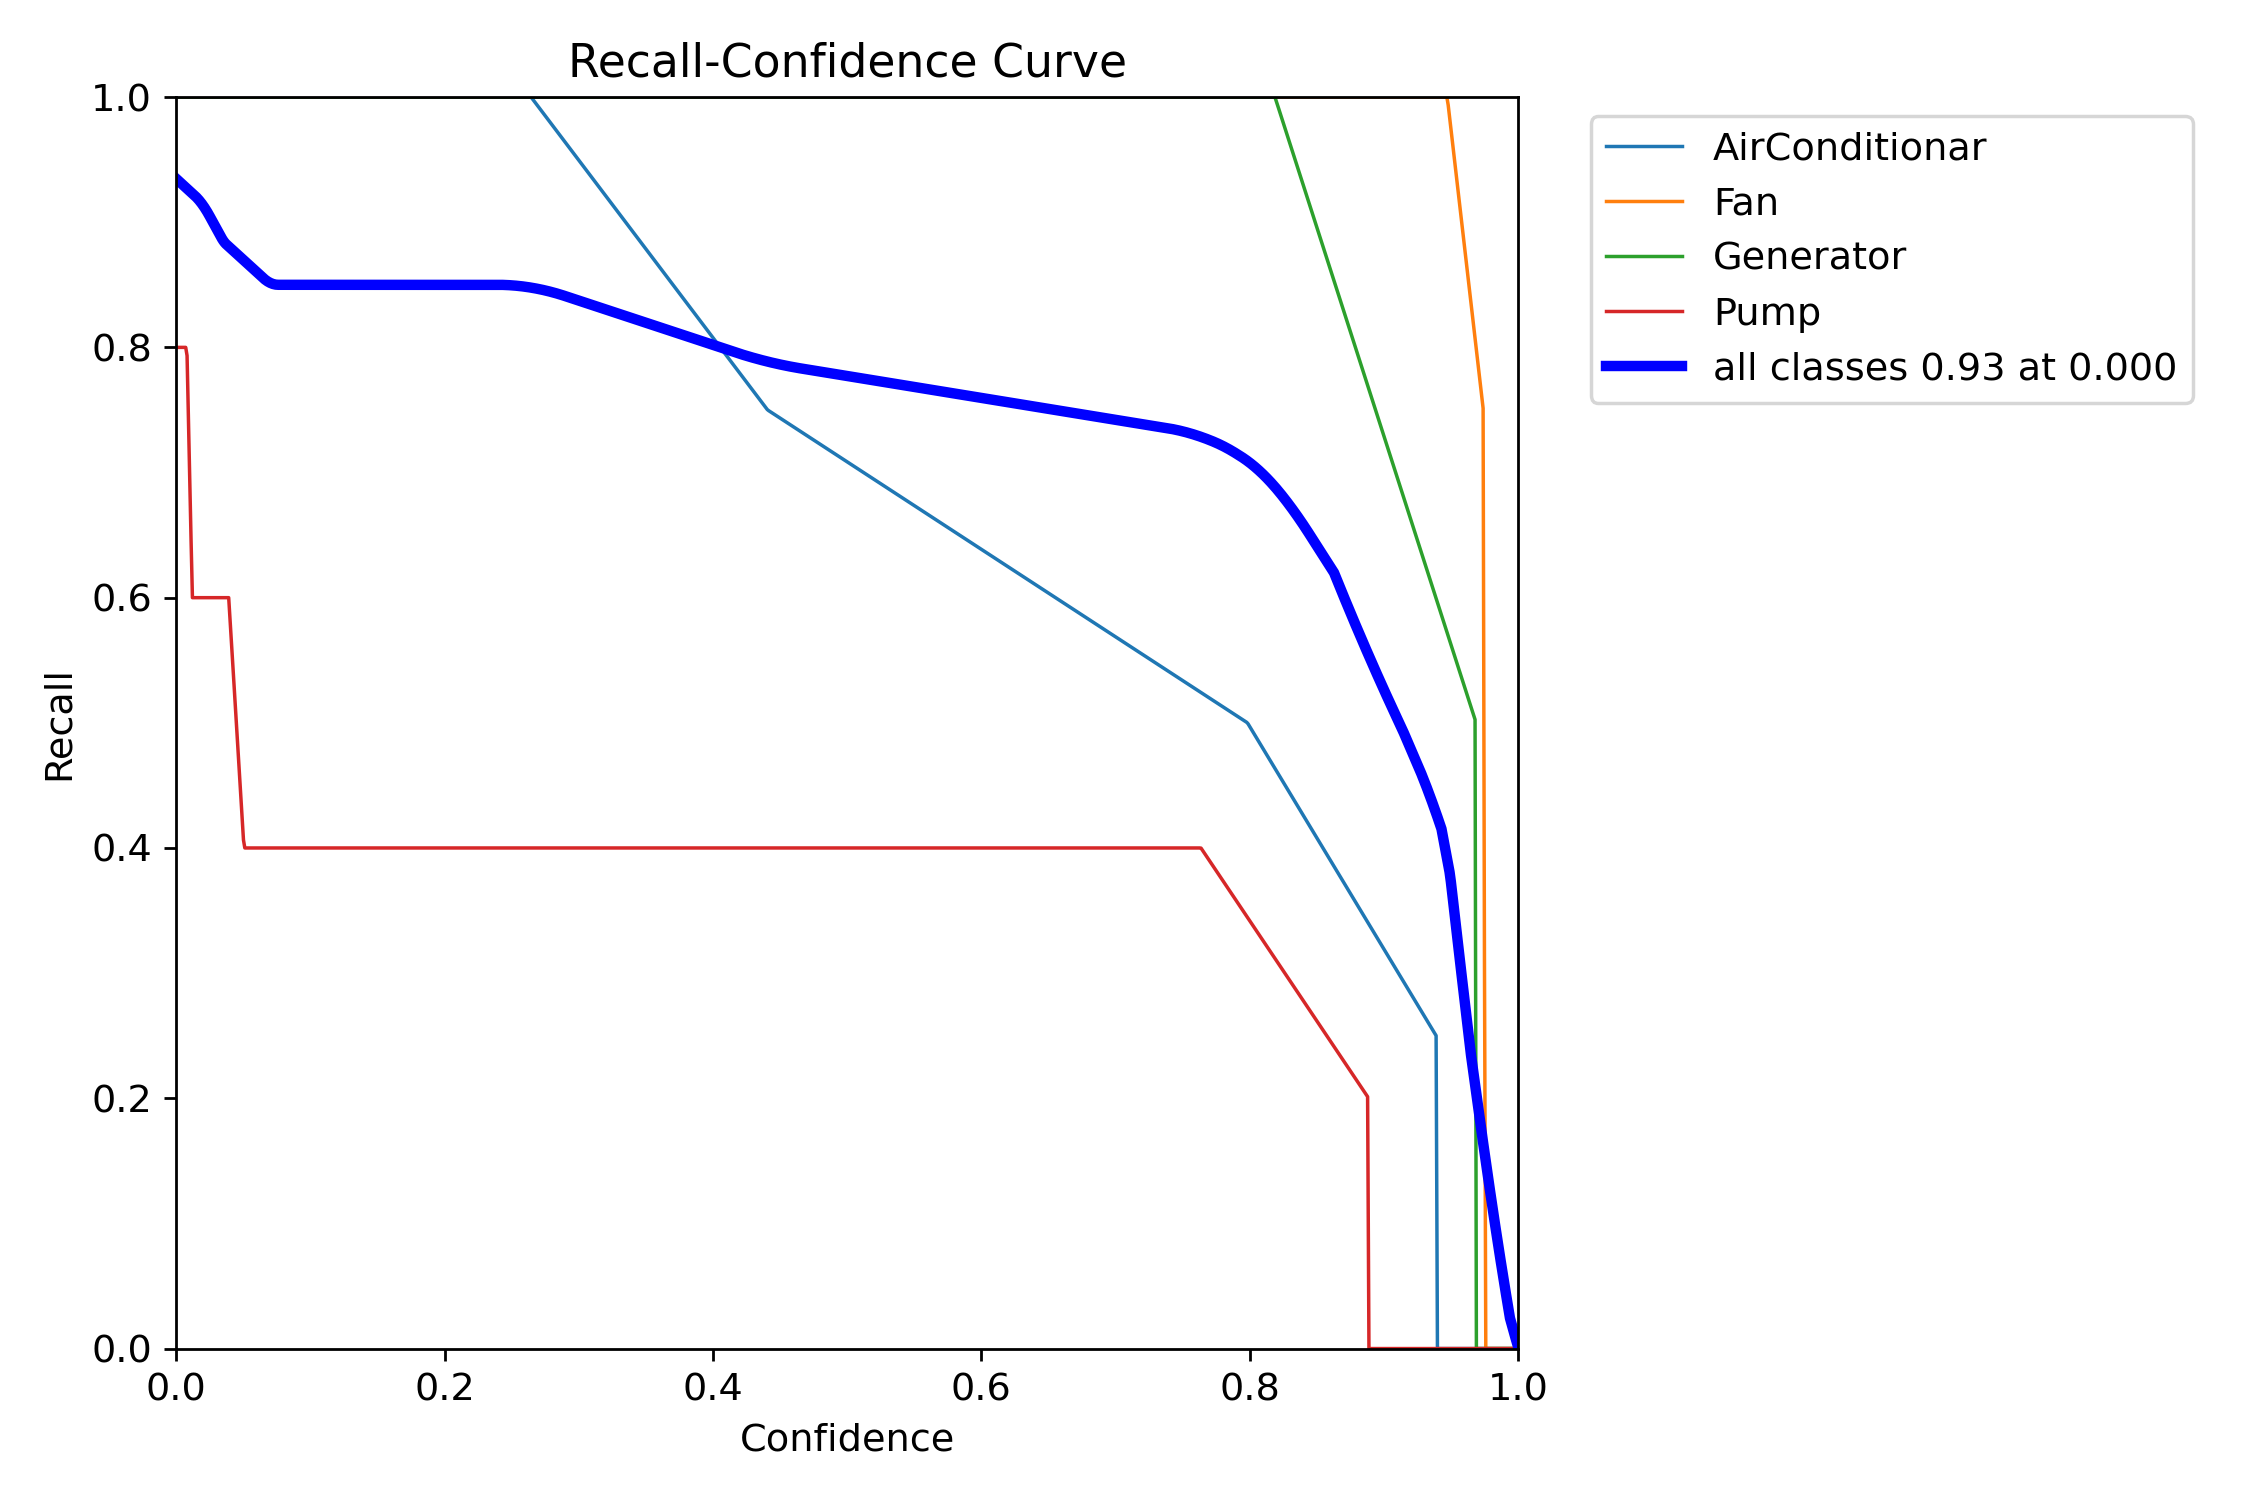 Recall-Confidence Curve
1.0
0.8
0.6
0.4
0.2
0.0
Recall
0.0 0.2 0.4 0.6 0.8 1.0
Confidence
AirConditionar
Fan
Generator
Pump
all classes 0.93 at 0.000